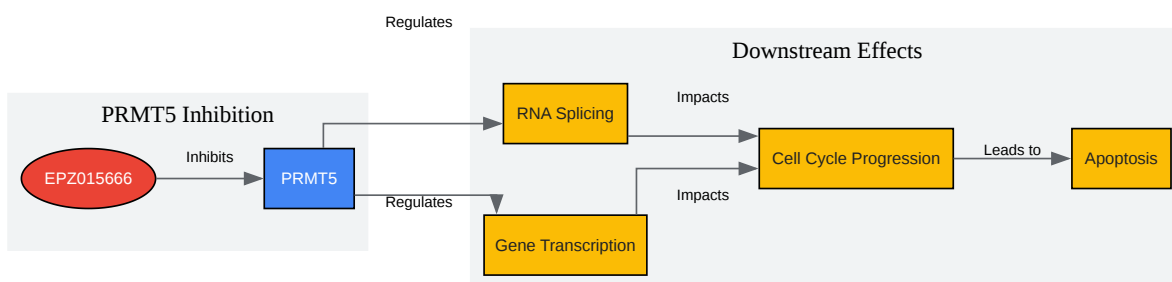 Regulates
Downstream Effects
PRMT5 Inhibition
RNA Splicing
Impacts
EPZ015666
Inhibits
PRMT5
Cell Cycle Progression
Leads to
Apoptosis
Regulates
Impacts
Gene Transcription